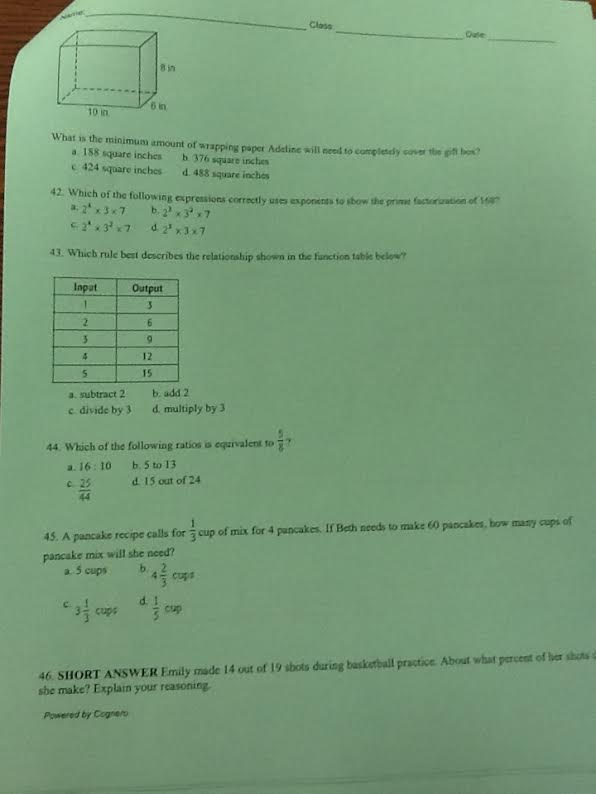 Name:
Class:
Date:
8 in.
6 in.
10 in.
What is the minimum amount of wrapping paper Adeline will need to completely cover the gift box?
a. 188 square inches b. 376 square inches
c. 424 square inches d. 488 square inches
42. Which of the following expressions correctly uses exponents to show the prime factorization of 168?
a. 2⁴ x 3 x 7 b. 2³ x 3² x 7
c. 2⁴ x 3² x 7 d. 2³ x 3 x 7
43. Which rule best describes the relationship shown in the function table below?
Input Output
1 3
2 6
3 9
4 12
5 15
a. subtract 2 b. add 2
c. divide by 3 d. multiply by 3
44. Which of the following ratios is equivalent to 5/8?
a. 16 : 10 b. 5 to 13
c. 25/44 d. 15 out of 24
45. A pancake recipe calls for 1/3 cup of mix for 4 pancakes. If Beth needs to make 60 pancakes, how many cups of
pancake mix will she need?
a. 5 cups b. 4 2/3 cups
c. 3 1/3 cups d. 1/5 cup
46. SHORT ANSWER Emily made 14 out of 19 shots during basketball practice. About what percent of her shots
she make? Explain your reasoning.
Powered by Cognero